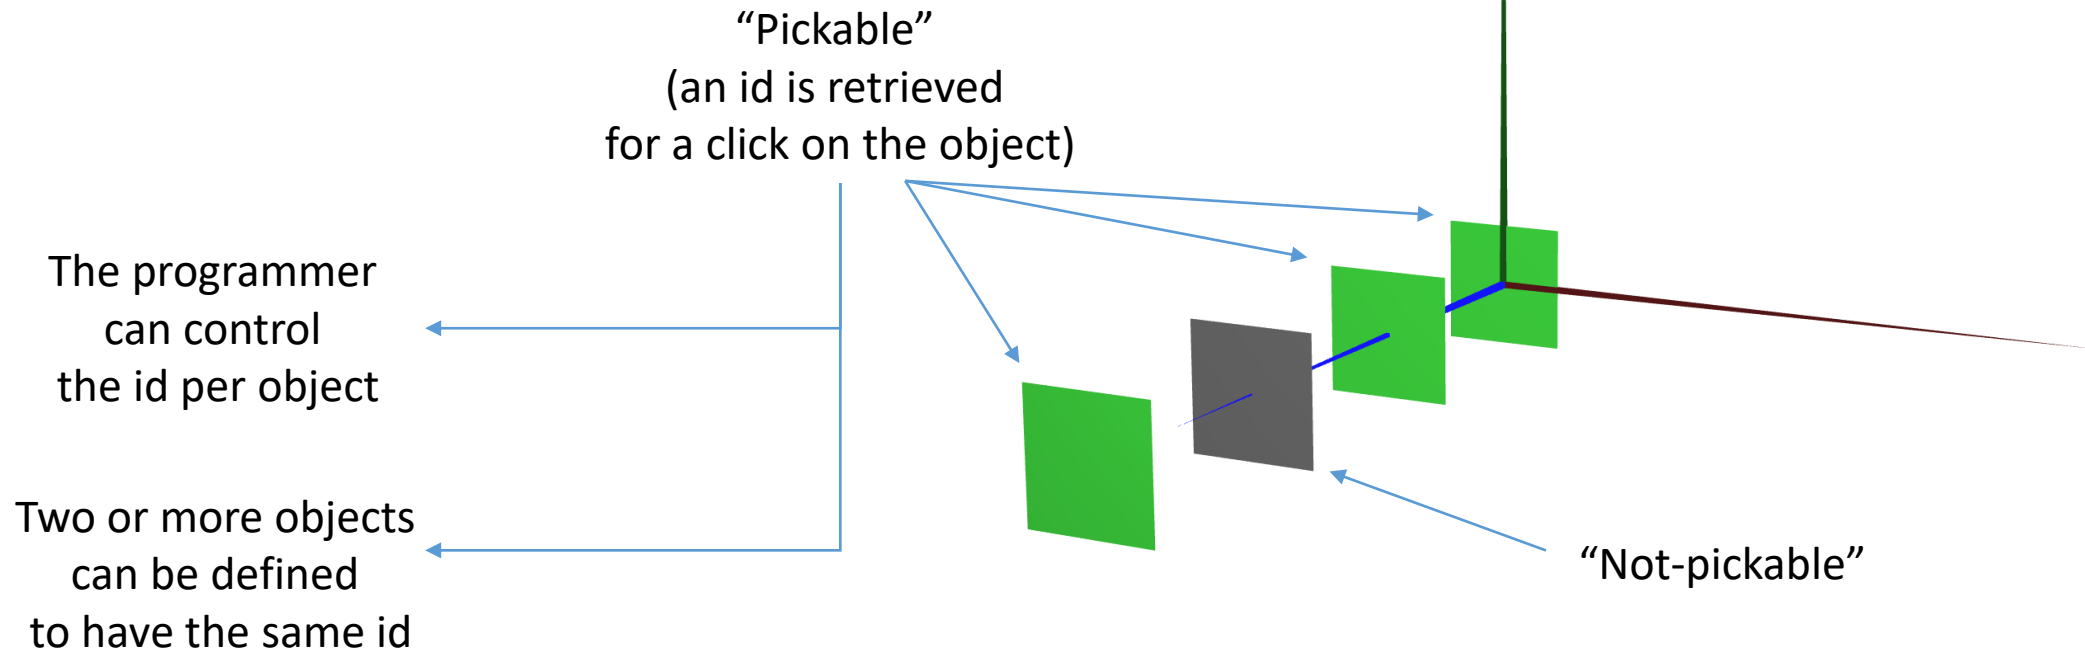 “Pickable”
(an id is retrieved
for a click on the object)
The programmer
can control
the id per object
Two or more objects
can be defined
to have the same id
“Not-pickable”